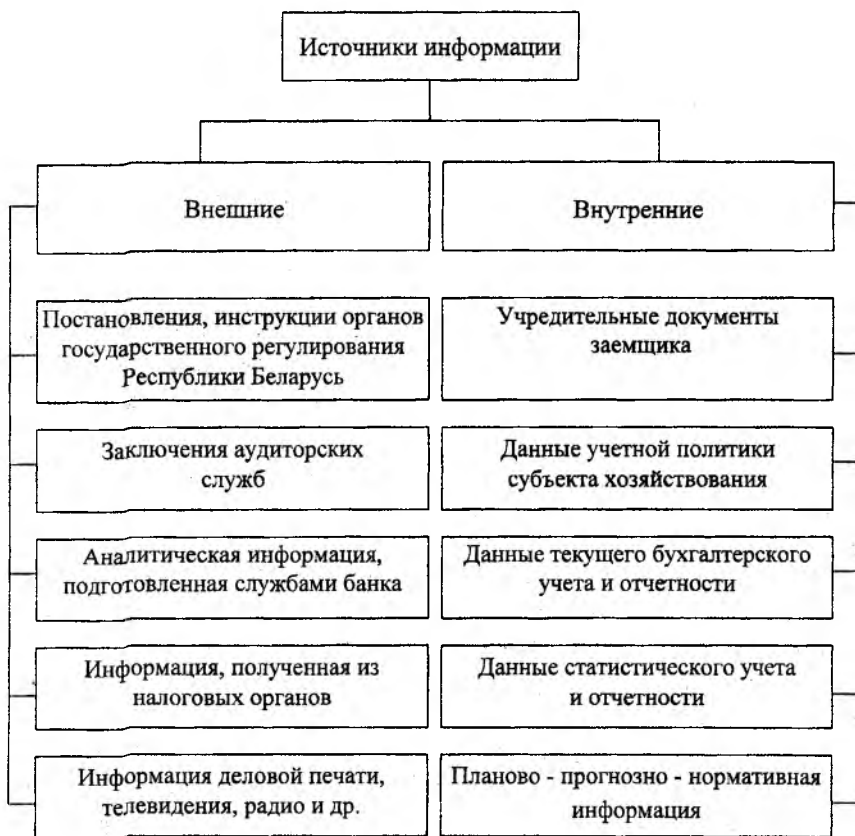 Источники информации
Внешние
Внутренние
Постановления, инструкции органов
государственного регулирования
Республики Беларусь
Учредительные документы
заемщика
Заключения аудиторских
служб
Данные учетной политики
субъекта хозяйствования
Аналитическая информация,
подготовленная службами банка
Данные текущего бухгалтерского
учета и отчетности
Информация, полученная из
налоговых органов
Данные статистического учета
и отчетности
Информация деловой печати,
телевидения, радио и др.
Планово - прогнозно - нормативная
информация